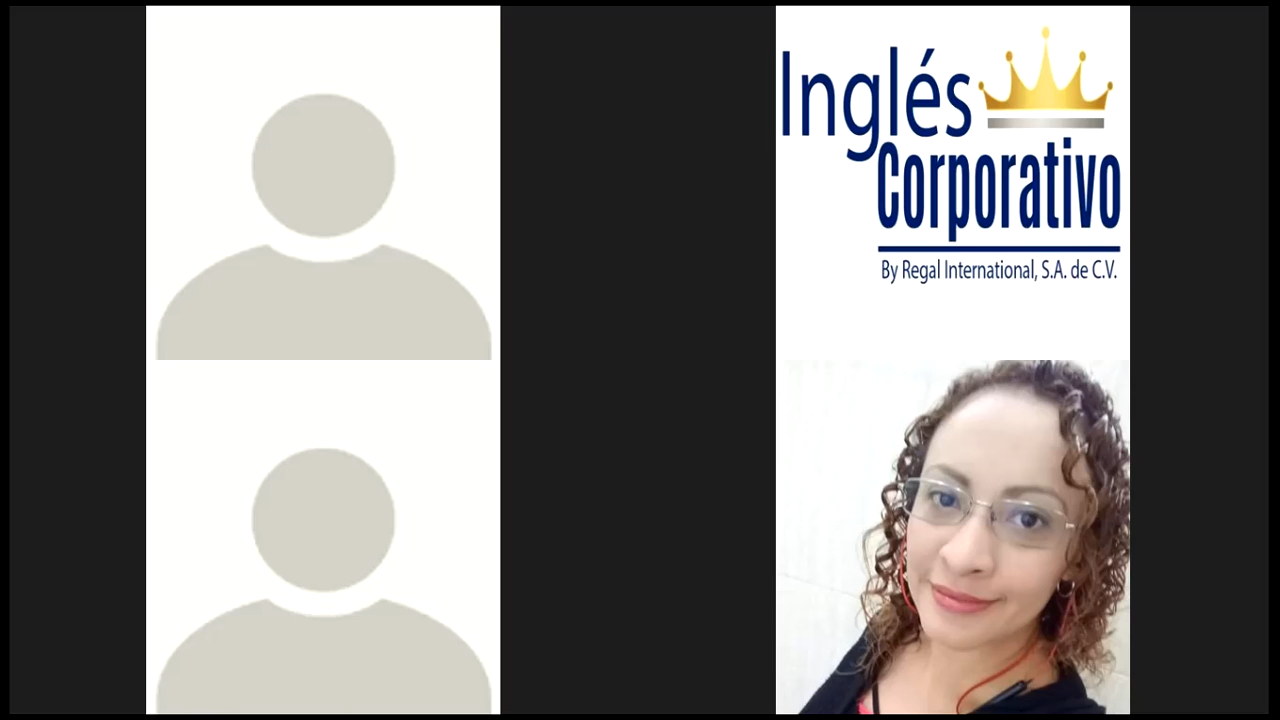 Inglés
Corporativo
By Regal International, S.A. de C.V.